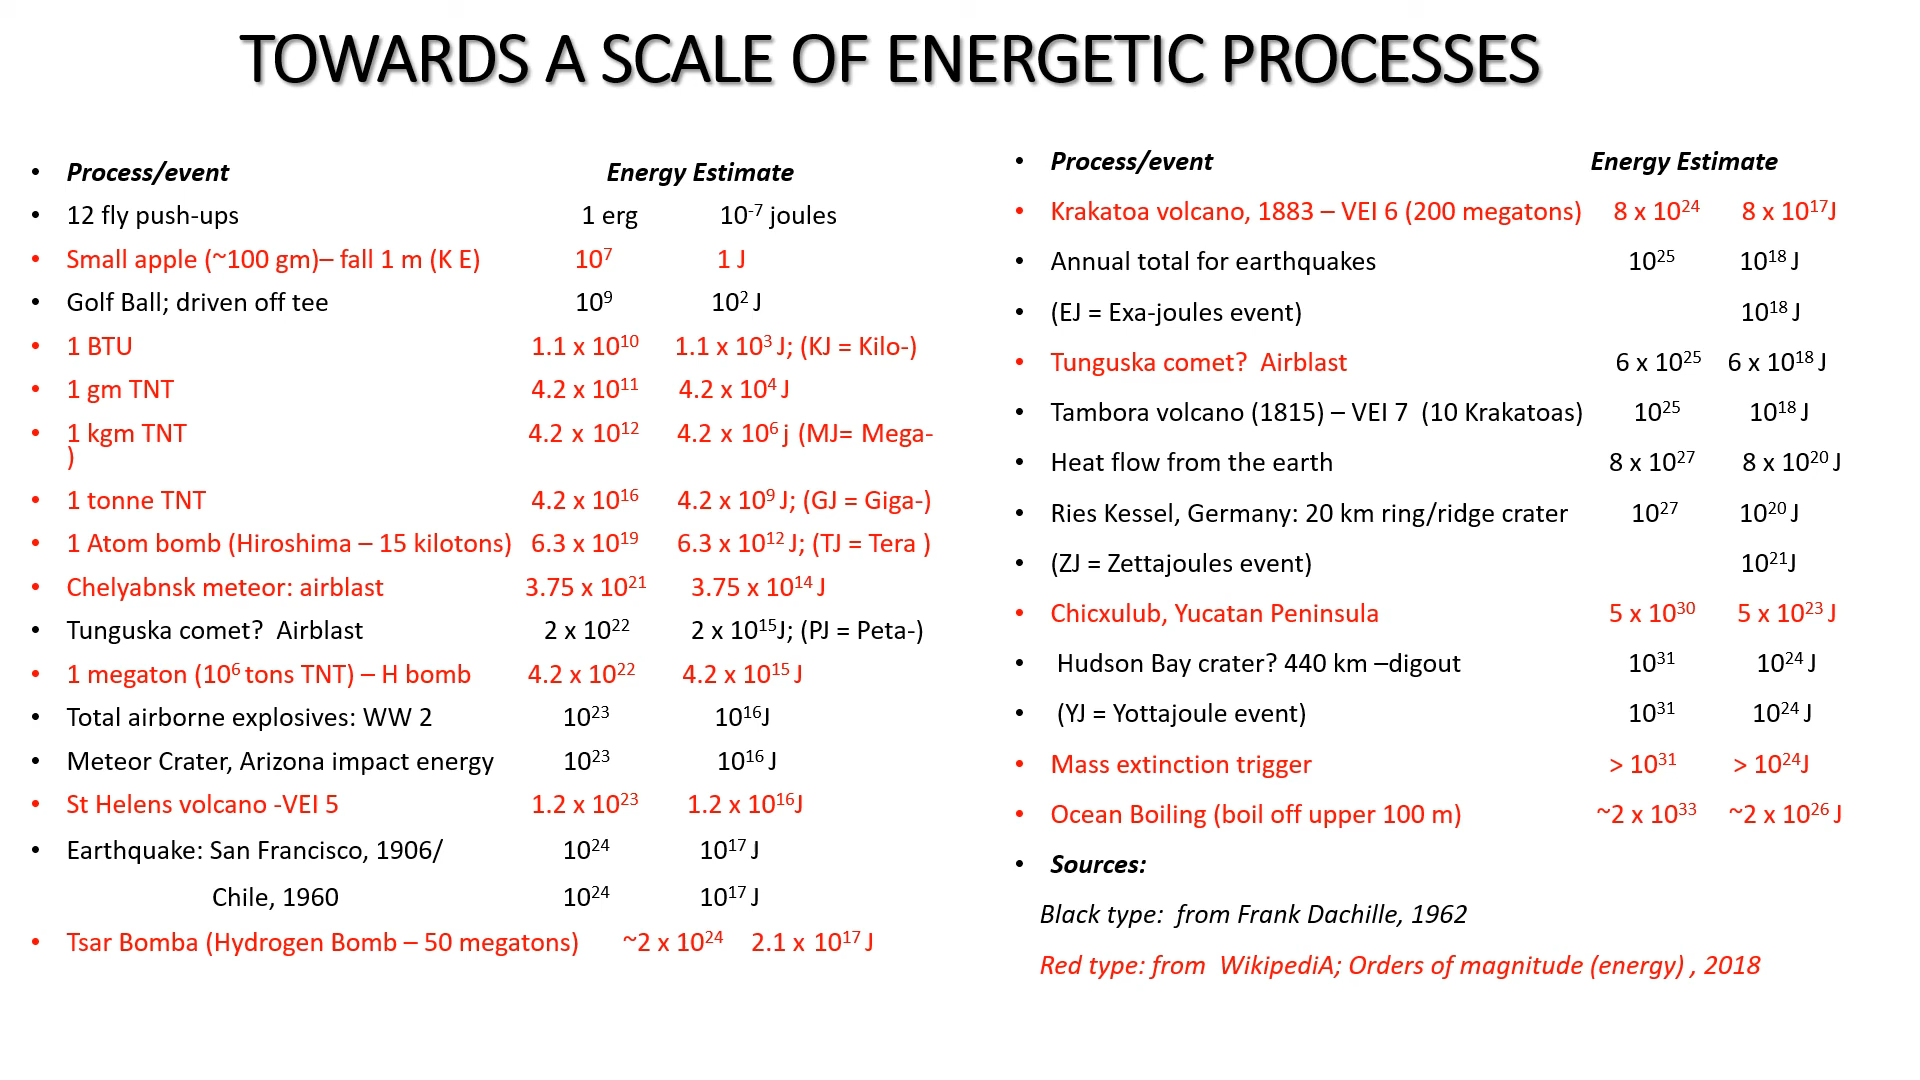 TOWARDS A SCALE OF ENERGETIC PROCESSES
• Process/event Energy Estimate
• 12 fly push-ups 1 erg 10⁻⁷ joules
• Small apple (~100 gm)– fall 1 m (K E) 10⁷ 1 J
• Golf Ball; driven off tee 10⁹ 10² J
• 1 BTU 1.1 x 10¹⁰ 1.1 x 10³ J; (KJ = Kilo-)
• 1 gm TNT 4.2 x 10¹¹ 4.2 x 10⁴ J
• 1 kgm TNT 4.2 x 10¹² 4.2 x 10⁶ j (MJ= Mega-
)
• 1 tonne TNT 4.2 x 10¹⁶ 4.2 x 10⁹ J; (GJ = Giga-)
• 1 Atom bomb (Hiroshima – 15 kilotons) 6.3 x 10¹⁹ 6.3 x 10¹² J; (TJ = Tera )
• Chelyabnsk meteor: airblast 3.75 x 10²¹ 3.75 x 10¹⁴ J
• Tunguska comet? Airblast 2 x 10²² 2 x 10¹⁵J; (PJ = Peta-)
• 1 megaton (10⁶ tons TNT) – H bomb 4.2 x 10²² 4.2 x 10¹⁵ J
• Total airborne explosives: WW 2 10²³ 10¹⁶J
• Meteor Crater, Arizona impact energy 10²³ 10¹⁶ J
• St Helens volcano -VEI 5 1.2 x 10²³ 1.2 x 10¹⁶J
• Earthquake: San Francisco, 1906/ 10²⁴ 10¹⁷ J
Chile, 1960 10²⁴ 10¹⁷ J
• Tsar Bomba (Hydrogen Bomb – 50 megatons) ~2 x 10²⁴ 2.1 x 10¹⁷ J
• Process/event Energy Estimate
• Krakatoa volcano, 1883 – VEI 6 (200 megatons) 8 x 10²⁴ 8 x 10¹⁷J
• Annual total for earthquakes 10²⁵ 10¹⁸ J
• (EJ = Exa-joules event) 10¹⁸ J
• Tunguska comet? Airblast 6 x 10²⁵ 6 x 10¹⁸ J
• Tambora volcano (1815) – VEI 7 (10 Krakatoas) 10²⁵ 10¹⁸ J
• Heat flow from the earth 8 x 10²⁷ 8 x 10²⁰ J
• Ries Kessel, Germany: 20 km ring/ridge crater 10²⁷ 10²⁰ J
• (ZJ = Zettajoules event) 10²¹J
• Chicxulub, Yucatan Peninsula 5 x 10³⁰ 5 x 10²³ J
• Hudson Bay crater? 440 km –digout 10³¹ 10²⁴ J
• (YJ = Yottajoule event) 10³¹ 10²⁴ J
• Mass extinction trigger > 10³¹ > 10²⁴J
• Ocean Boiling (boil off upper 100 m) ~2 x 10³³ ~2 x 10²⁶ J
• Sources:
Black type: from Frank Dachille, 1962
Red type: from WikipediA; Orders of magnitude (energy) , 2018